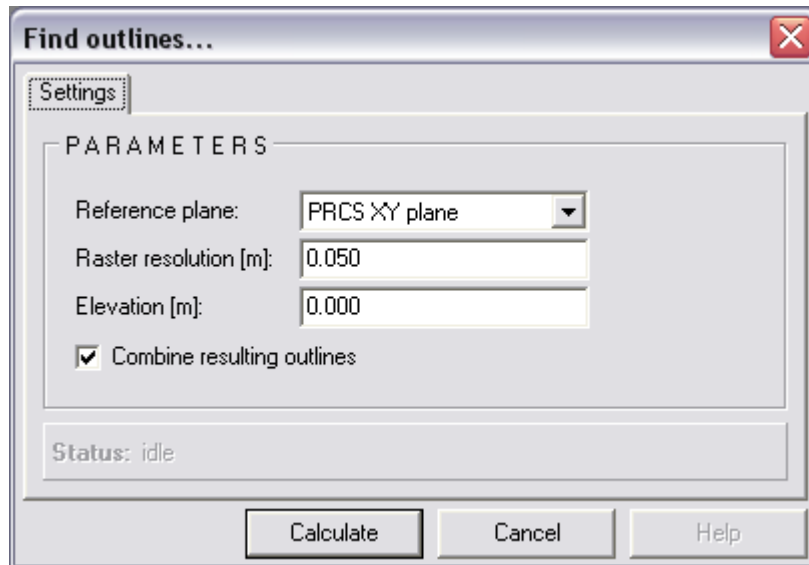 Find outlines...
Settings
PARAMETERS
Reference plane: PRCS XY plane
Raster resolution [m]: 0.050
Elevation [m]: 0.000
Combine resulting outlines
Status: idle
Calculate Cancel Help